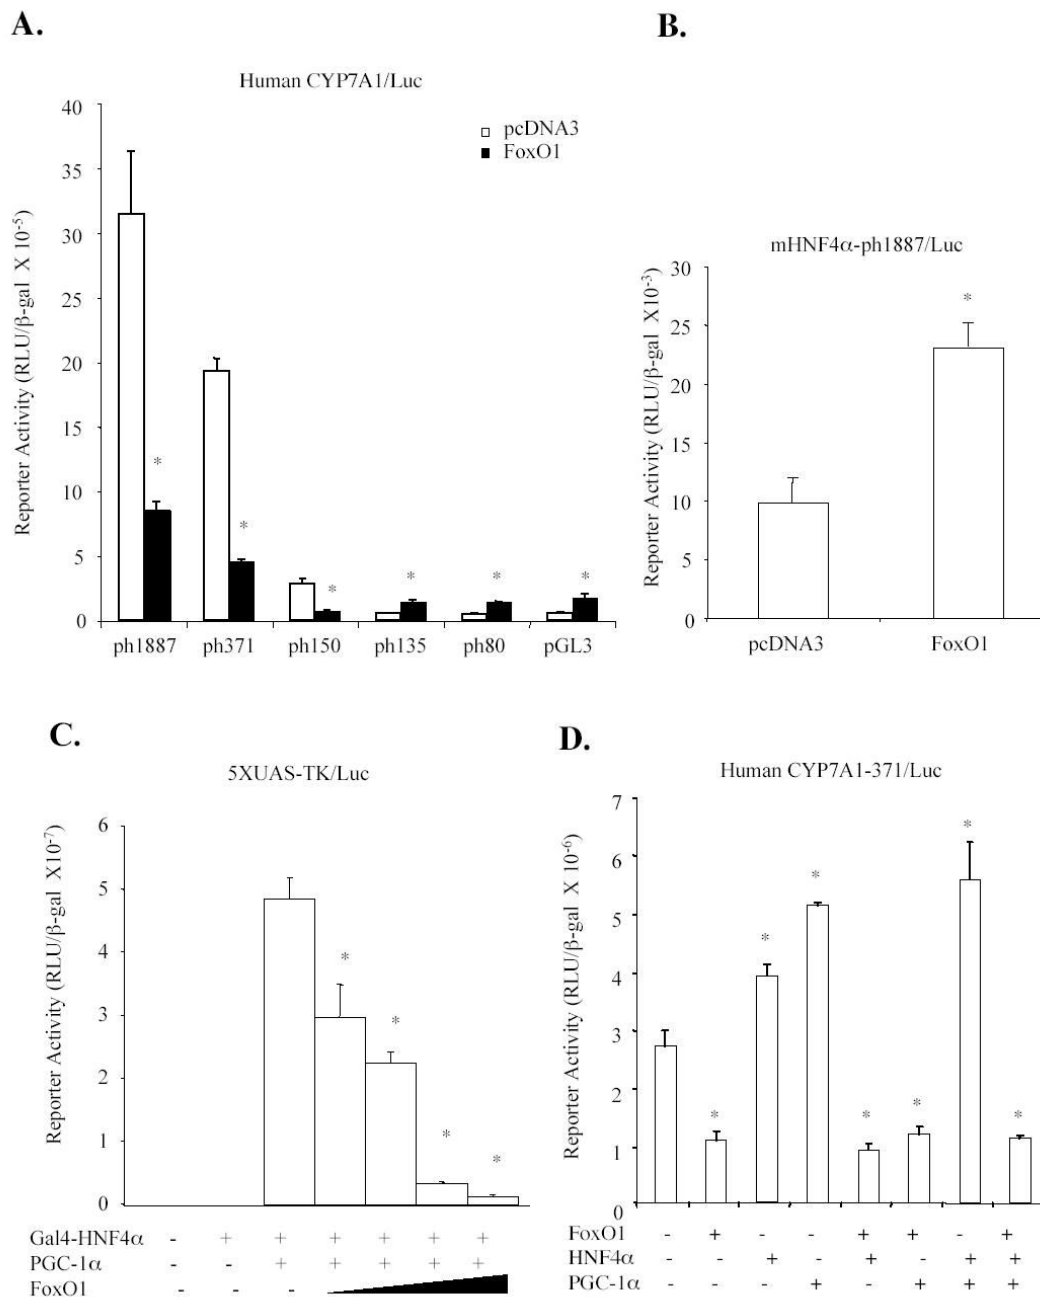 A.
Human CYP7A1/Luc
pcDNA3
FoxO1
Reporter Activity (RLU/β-gal X 10-5)
40
35
30
25
20
15
10
5
0
*
*
*
*
*
*
ph1887 ph371 ph150 ph135 ph80 pGL3
B.
mHNF4α-ph1887/Luc
Reporter Activity (RLU/β-gal X10-3)
30
25
20
15
10
5
0
*
pcDNA3 FoxO1
C.
5XUAS-TK/Luc
Reporter Activity (RLU/β-gal X10-7)
6
5
4
3
2
1
0
*
*
*
*
Gal4-HNF4α - + + + + + +
PGC-1α - - + + + + +
FoxO1 - - -
D.
Human CYP7A1-371/Luc
Reporter Activity (RLU/β-gal X 10-6)
7
6
5
4
3
2
1
0
*
*
*
*
*
*
*
FoxO1 - + - - + + - +
HNF4α - - + - + - + +
PGC-1α - - - + - + + +